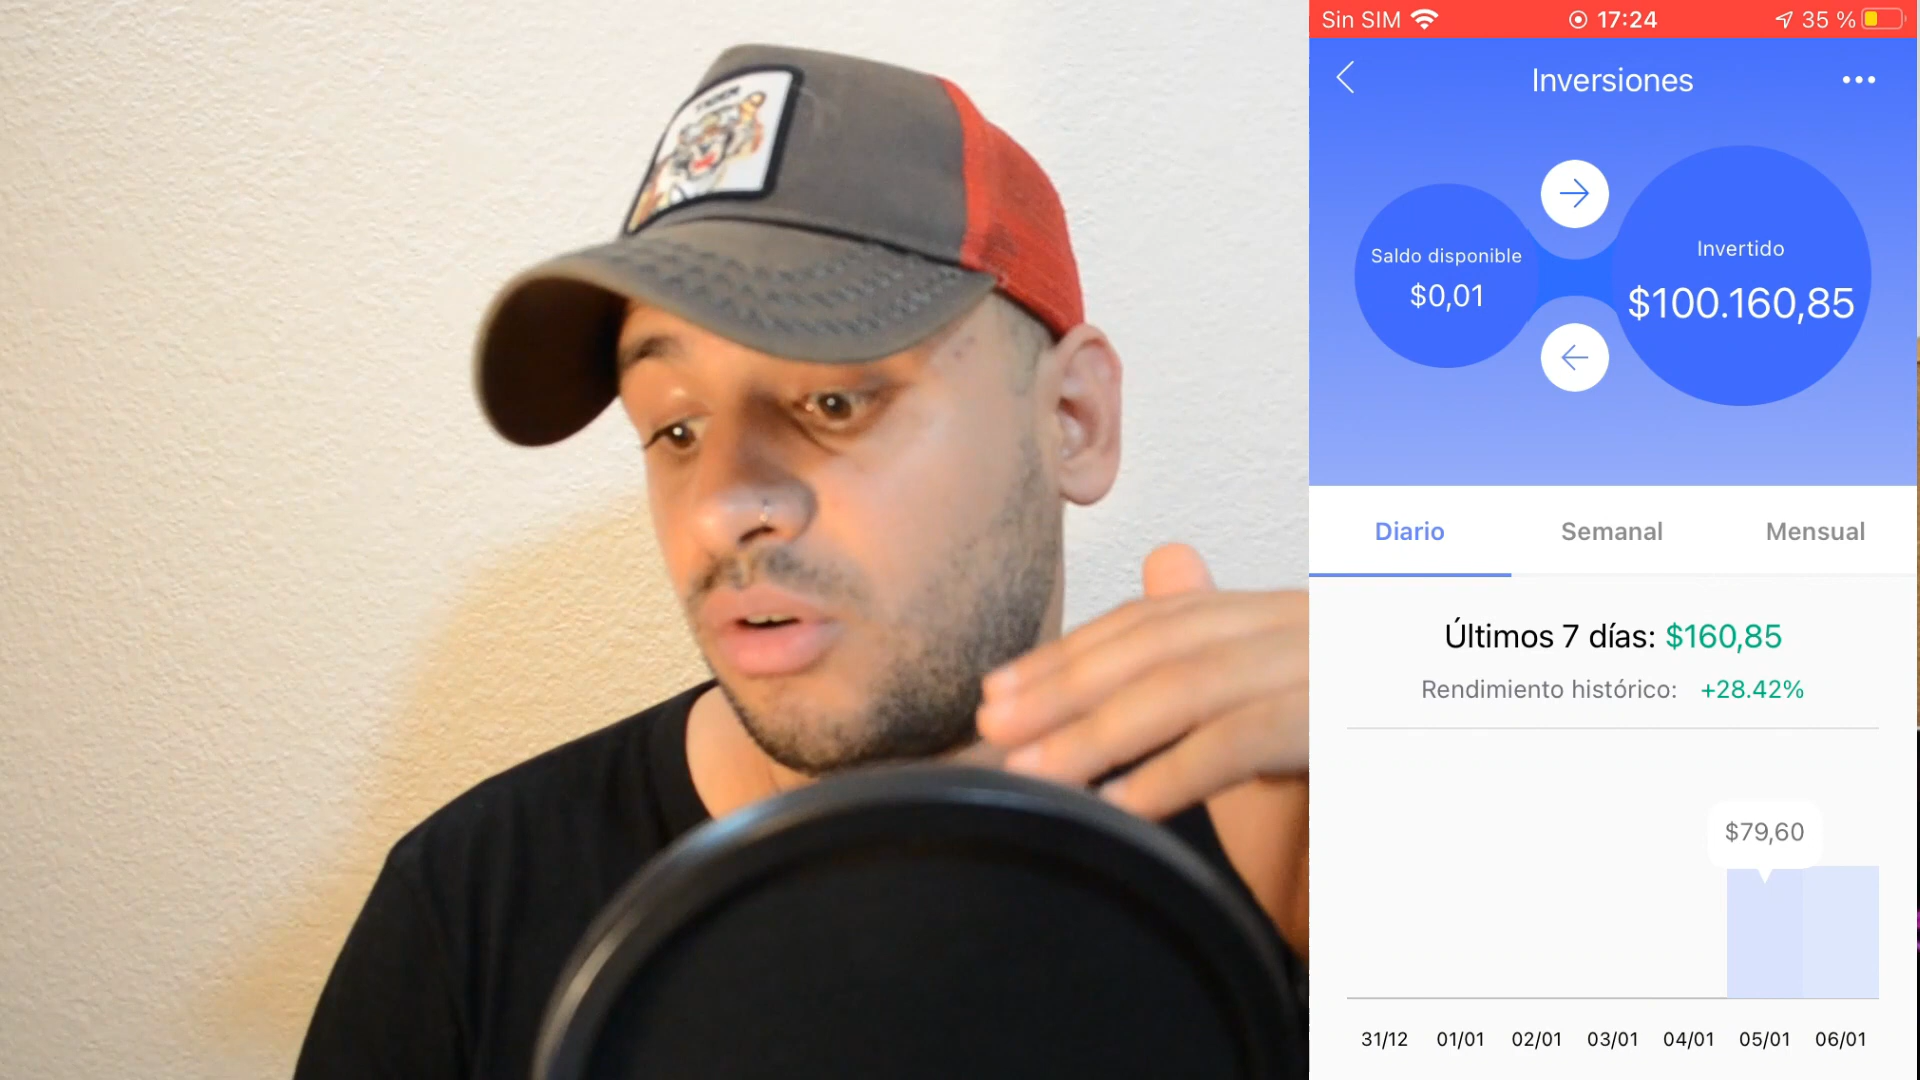 Sin SIM 17:24 35 %
Inversiones
Saldo disponible
$0,01
Invertido
$100.160,85
Diario Semanal Mensual
Últimos 7 días: $160,85
Rendimiento histórico: +28.42%
$79,60
31/12 01/01 02/01 03/01 04/01 05/01 06/01